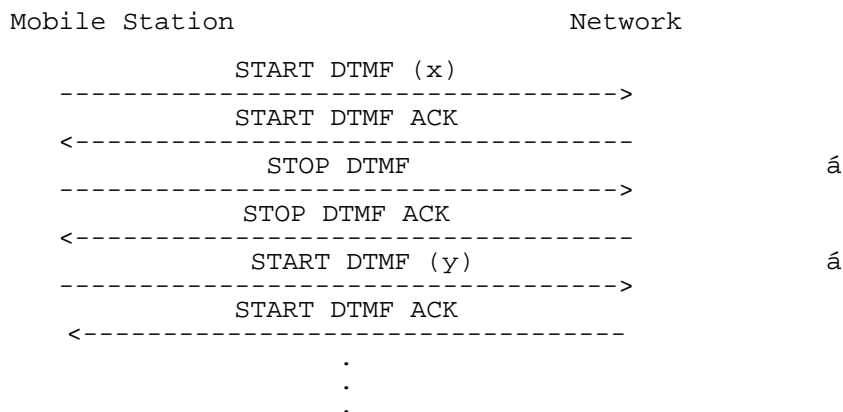 Mobile Station Network
START DTMF (x)
----------------------------------->
START DTMF ACK
<-----------------------------------
STOP DTMF á
----------------------------------->
STOP DTMF ACK
<-----------------------------------
START DTMF (y) á
----------------------------------->
START DTMF ACK
<----------------------------------
.
.
.